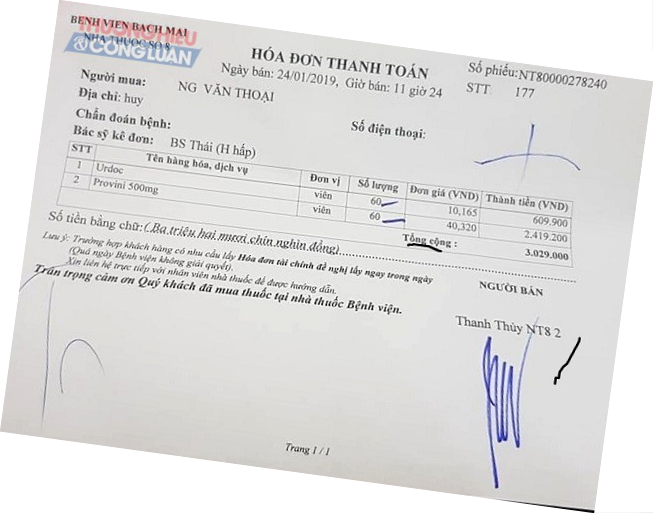 BỆNH VIỆN BẠCH MAI
NHÀ THUỐC SỐ 8
THƯƠNG HIỆU
& CÔNG LUẬN
HÓA ĐƠN THANH TOÁN
Ngày bán: 24/01/2019, Giờ bán: 11 giờ 24
Số phiếu: NT80000278240
STT 177
Người mua: NG VĂN THOẠI
Địa chỉ: huy
Chẩn đoán bệnh:
Số điện thoại:
Bác sỹ kê đơn: BS Thái (H hấp)
STT Tên hàng hóa, dịch vụ Đơn vị Số lượng Đơn giá (VND) Thành tiền (VND)
1 Urdoc viên 60 10,165 609.900
2 Provini 500mg viên 60 40,320 2.419.200
Tổng cộng : 3.029.000
Số tiền bằng chữ: ( Ba triệu hai mươi chín nghìn đồng)
Lưu ý: Trường hợp khách hàng có nhu cầu lấy Hóa đơn tài chính đề nghị lấy ngay trong ngày
(Quá ngày Bệnh viện không giải quyết).
Xin liên hệ trực tiếp với nhân viên nhà thuốc để được hướng dẫn.
Trân trọng cảm ơn Quý khách đã mua thuốc tại nhà thuốc Bệnh viện.
NGƯỜI BÁN
Thanh Thủy NT8 2
Trang 1 / 1